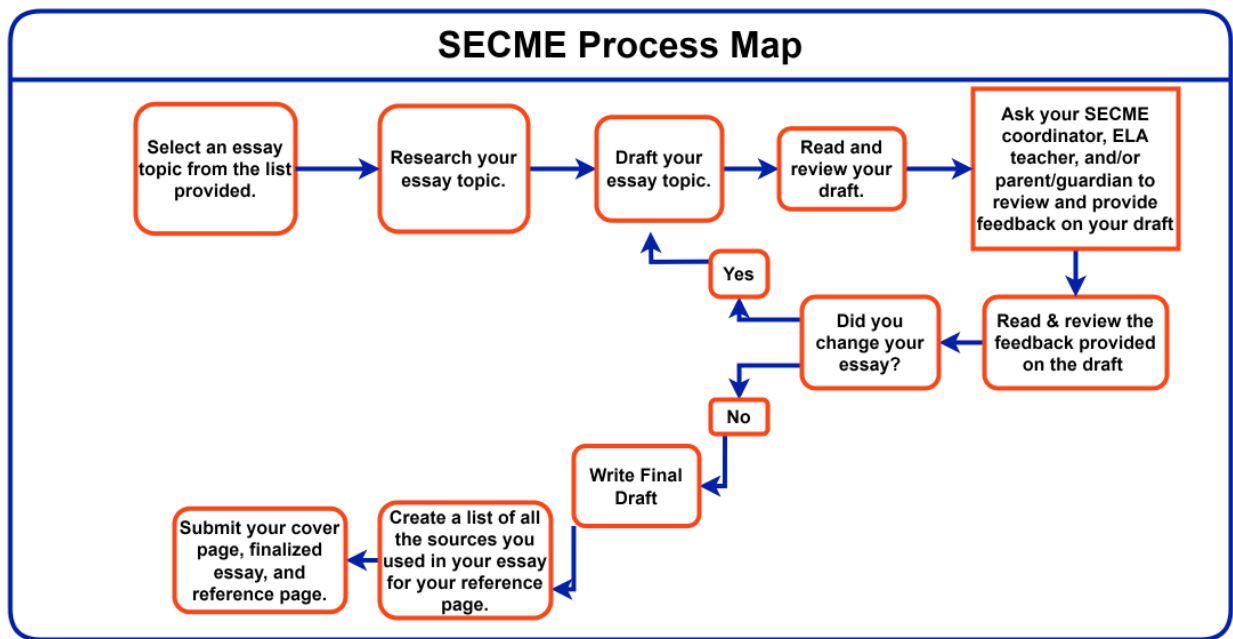 SECME Process Map
Select an essay
topic from the list
provided.
Research your
essay topic.
Draft your
essay topic.
Read and
review your
draft.
Ask your SECME
coordinator, ELA
teacher, and/or
parent/guardian to
review and provide
feedback on your draft
Read & review the
feedback provided
on the draft
Did you
change your
essay?
Yes
No
Write Final
Draft
Create a list of all
the sources you
used in your essay
for your reference
page.
Submit your cover
page, finalized
essay, and
reference page.